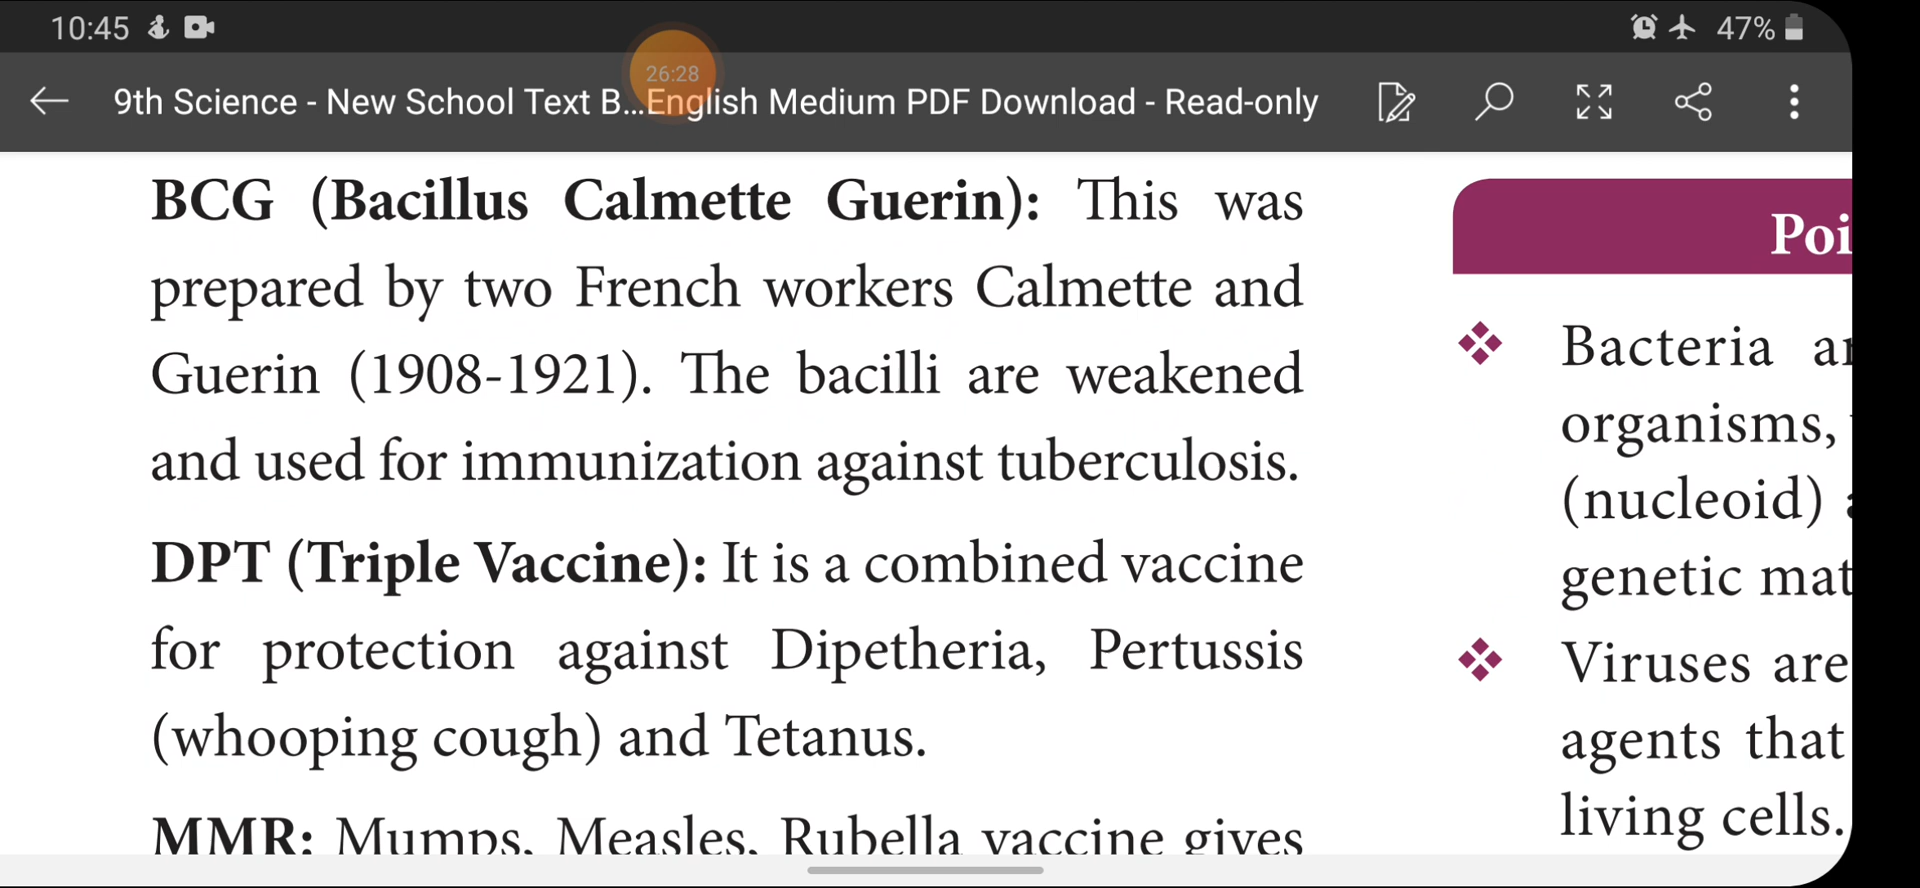 10:45
47%
26:28
9th Science - New School Text B...English Medium PDF Download - Read-only
BCG (Bacillus Calmette Guerin): This was
prepared by two French workers Calmette and
Guerin (1908-1921). The bacilli are weakened
and used for immunization against tuberculosis.
DPT (Triple Vaccine): It is a combined vaccine
for protection against Dipetheria, Pertussis
(whooping cough) and Tetanus.
MMR: Mumps, Measles, Rubella vaccine gives
Poi
Bacteria
organisms,
(nucleoid)
genetic mat
Viruses are
agents that
living cells.